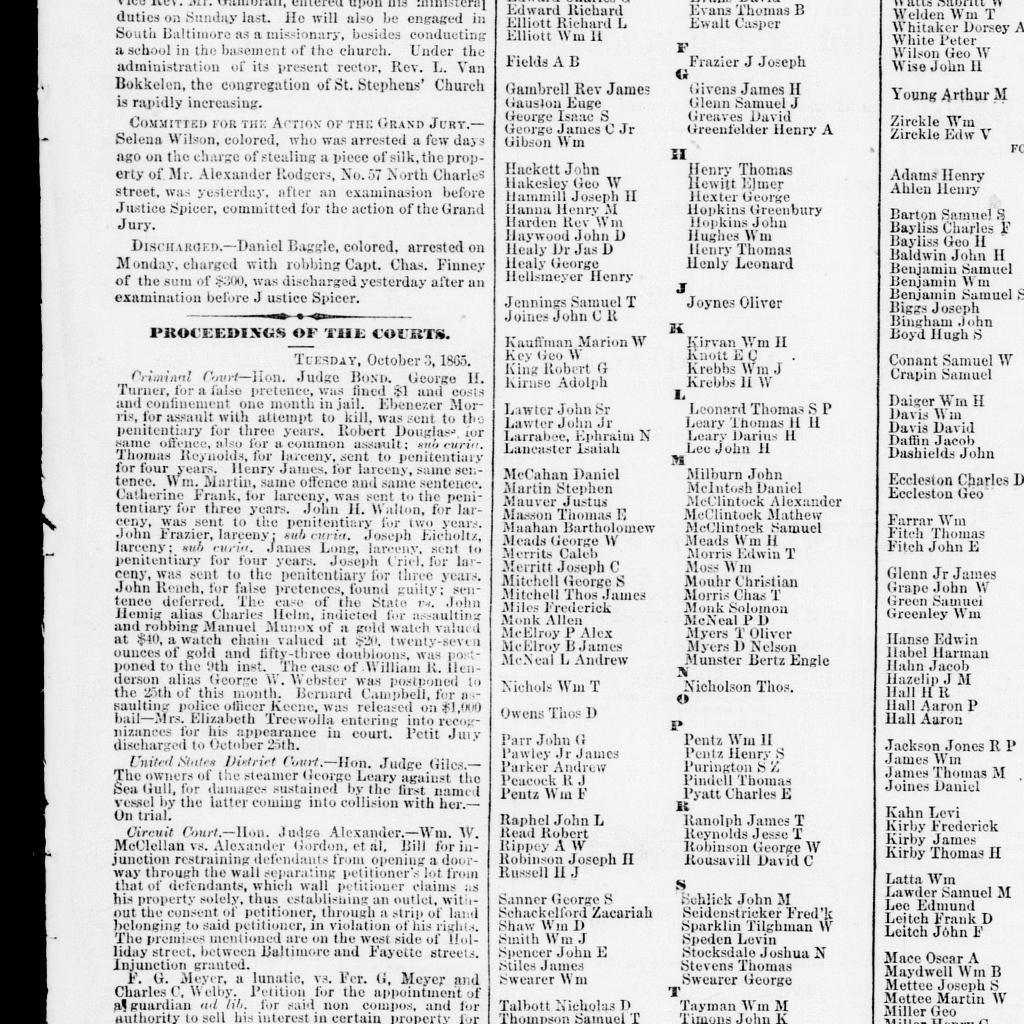 Vice Rev. Mr. Gambrall, entered upon his ministeral
duties on Sunday last. He will also be engaged in
South Baltimore as a missionary, besides conducting
a school in the basement of the church. Under the
administration of its present rector, Rev. L. Van
Bokkelen, the congregation of St. Stephens' Church
is rapidly increasing.
COMMITTED FOR THE ACTION OF THE GRAND JURY.—
Selena Wilson, colored, who was arrested a few days
ago on the charge of stealing a piece of silk, the prop-
erty of Mr. Alexander Rodgers, No. 57 North Charles
street, was yesterday, after an examinasion before
Justice Spicer, committed for the action of the Grand
Jury.
DISCHARGED.—Daniel Baggle, colored, arrested on
Monday, charged with robbing Capt. Chas. Finney
of the sum of $300, was discharged yesterday after an
examination before J ustice Spicer.
PROCEEDINGS OF THE COURTS.
TUESDAY, October 3, 1865.
Criminal Court—Hon. Judge BOND. George H.
Turner, for a false pretence, was fined $1 and costs
and confinement one month in jail. Ebenezer Mor-
ris, for assault with attempt to kill, was sent to the
penitentiary for three years. Robert Douglass, for
same offence, also for a common assault; sub curia.
Thomas Reynolds, for larceny, sent to penitentiary
for four years. Henry James, for larceny, same sen-
tence. Wm. Martin, same offence and same sentence.
Catherine Frank, for larceny, was sent to the peni-
tentiary for three years. John H. Walton, for lar-
ceny, was sent to the penitentiary for two years.
John Frazier, larceny; sub curia. Joseph Eicholtz,
larceny; sub curia. James Long, larceny, sent to
penitentiary for four years. Joseph Criel, for lar-
ceny, was sent to the penitentiary for three years.
John Rench, for false pretences, found guilty; sen-
tence deferred. The case of the State vs. John
Hemig alias Charles Helm, indicted for assaulting
and robbing Manuel Munox of a gold watch valued
at $40, a watch chain valued at $20, twenty-seven
ounces of gold and fifty-three doubloons, was post-
poned to the 9th inst. The case of William R. Hen-
derson alias George W. Webster was postponed to
the 25th of this month. Bernard Campbell, for as-
saulting police officer Keene, was released on $1,000
bail—Mrs. Elizabeth Treewolla entering into recog-
nizances for his appearance in court. Petit Jury
discharged to October 25th.
United States District Court.—Hon. Judge Giles.—
The owners of the steamer George Leary against the
Sea Gull, for damages sustained by the first named
vessel by the latter coming into collision with her.—
On trial.
Circuit Court.—Hon. Judge Alexander.—Wm. W.
McClellan vs. Alexander Gordon, et al. Bill for in-
junction restraining defendants from opening a door-
way through the wall separating petitioner's lot from
that of defendants, which wall petitioner claims as
his property solely, thus establishing an outlet, with-
out the consent of petitioner, through a strip of land
belonging to said petitioner, in violation of his rights.
The premises mentioned are on the west side of Hol-
liday street, between Baltimore and Fayette streets.
Injunction granted.
F. G. Meyer, a lunatic, vs. Fer. G. Meyer and
Charles C. Welby. Petition for the appointment of
a guardian ad lib. for said non compos, and for
authority to sell his interest in certain property for
Edward Richard
Elliott Richard L
Elliott Wm H
Evans Thomas B
Ewalt Casper
F
Fields A B
Frazier J Joseph
G
Gambrell Rev James
Gauslon Euge
George Isaac S
George James C Jr
Gibson Wm
Givens James H
Glenn Samuel J
Greaves David
Greenfelder Henry A
H
Hackett John
Hakesley Geo W
Hammill Joseph H
Hanna Henry M
Harden Rev Wm
Haywood John D
Healy Dr Jas D
Healy George
Hellsmeyer Henry
Henry Thomas
Hewitt Elmer
Hexter George
Hopkins Greenbury
Hopkins John
Hughes Wm
Henry Thomas
Henly Leonard
J
Jennings Samuel T
Joines John C R
Joynes Oliver
K
Kauffman Marion W
Key Geo W
King Robert G
Kirnse Adolph
Kirvan Wm H
Knott E C
Krebbs Wm J
Krebbs H W
L
Lawter John Sr
Lawter John Jr
Larrabee, Ephraim N
Lancaster Isaiah
Leonard Thomas S P
Leary Thomas H H
Leary Darius H
Lee John H
M
McCahan Daniel
Martin Stephen
Mauver Justus
Masson Thomas E
Maahan Bartholomew
Meads George W
Merrits Caleb
Merritt Joseph C
Mitchell George S
Mitchell Thos James
Miles Frederick
Monk Allen
McElroy P Alex
McElroy B James
McNeal L Andrew
Milburn John
McIntosh Daniel
McClintock Alexander
McClintock Mathew
McClintock Samuel
Meads Wm H
Morris Edwin T
Moss Wm
Mouhr Christian
Morris Chas T
Monk Solomon
McNeal P D
Myers T Oliver
Myers D Nelson
Munster Bertz Engle
N
Nichols Wm T
Nicholson Thos.
O
Owens Thos D
P
Parr John G
Pawley Jr James
Parker Andrew
Peacock R J
Pentz Wm F
Pentz Wm H
Pentz Henry S
Purington S Z
Pindell Thomas
Pyatt Charles E
R
Raphel John L
Read Robert
Rippey A W
Robinson Joseph H
Russell H J
Ranolph James T
Reynolds Jesse T
Robinson George W
Rousavill David C
S
Sanner George S
Schackelford Zacariah
Shaw Wm D
Smith Wm J
Spencer John E
Stiles James
Swearer Wm
Schlick John M
Seidenstricker Fred'k
Sparklin Tilghman W
Speden Levin
Stocksdale Joshua N
Stevens Thomas
Swearer George
T
Talbott Nicholas D
Thompson Samuel T
Tayman Wm M
Timons John K
Watts Sabritt W
Welden Wm T
Whitaker Dorsey A
White Peter
Wilson Geo W
Wise John H
Young Arthur M
Zirckle Wm
Zirckle Edw V
FO
Adams Henry
Ahlen Henry
Barton Samuel S
Bayliss Charles F
Bayliss Geo H
Baldwin John H
Benjamin Samuel
Benjamin Wm
Benjamin Samuel S
Biggs Joseph
Bingham John
Boyd Hugh S
Conant Samuel W
Crapin Samuel
Daiger Wm H
Davis Wm
Davis David
Daffin Jacob
Dashields John
Eccleston Charles D
Eccleston Geo
Farrar Wm
Fitch Thomas
Fitch John E
Glenn Jr James
Grape John W
Green Samuel
Greenley Wm
Hanse Edwin
Habel Harman
Hahn Jacob
Hazelip J M
Hall H R
Hall Aaron P
Hall Aaron
Jackson Jones R P
James Wm
James Thomas M
Joines Daniel
Kahn Levi
Kirby Frederick
Kirby James
Kirby Thomas H
Latta Wm
Lawder Samuel M
Lee Edmund
Leitch Frank D
Leitch John F
Mace Oscar A
Maydwell Wm B
Mettee Joseph S
Mettee Martin W
Miller Geo